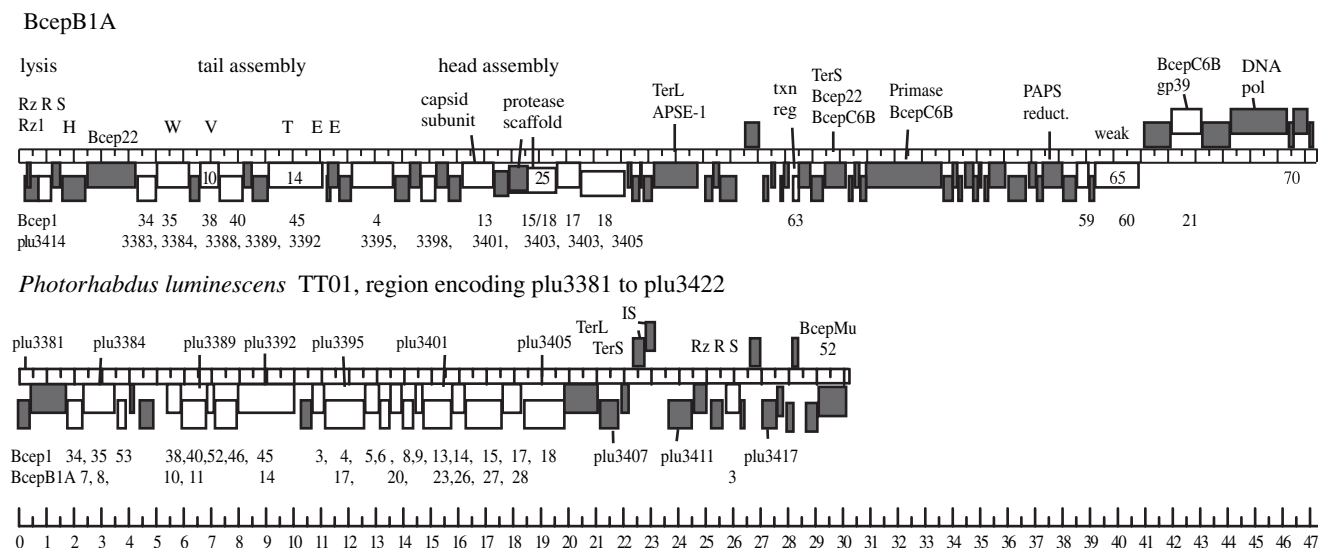 BcepB1A
lysis tail assembly head assembly
Rz R S
Rz1 H Bcep22 W V T E E
capsid subunit
protease scaffold
TerL APSE-1
txn reg
TerS Bcep22 BcepC6B
Primase BcepC6B
PAPS reduct.
weak
BcepC6B gp39
DNA pol
10 14 25 65 70
63 59 60 21
Bcep1 34 35 38 40 45 4 13 15/18 17 18
plu3414 3383, 3384, 3388, 3389, 3392 3395, 3398, 3401, 3403, 3403, 3405
Photorhabdus luminescens TT01, region encoding plu3381 to plu3422
plu3381 plu3384 plu3389 plu3392 plu3395 plu3401 plu3405
TerL IS
TerS
Rz R S
BcepMu
52
plu3407 plu3411 plu3417
Bcep1 34, 35 53 38,40,52,46, 45 3, 4, 5,6 , 8,9, 13,14, 15, 17, 18
BcepB1A 7, 8, 10, 11 14 17, 20, 23,26, 27, 28 3
0 1 2 3 4 5 6 7 8 9 10 11 12 13 14 15 16 17 18 19 20 21 22 23 24 25 26 27 28 29 30 31 32 33 34 35 36 37 38 39 40 41 42 43 44 45 46 47